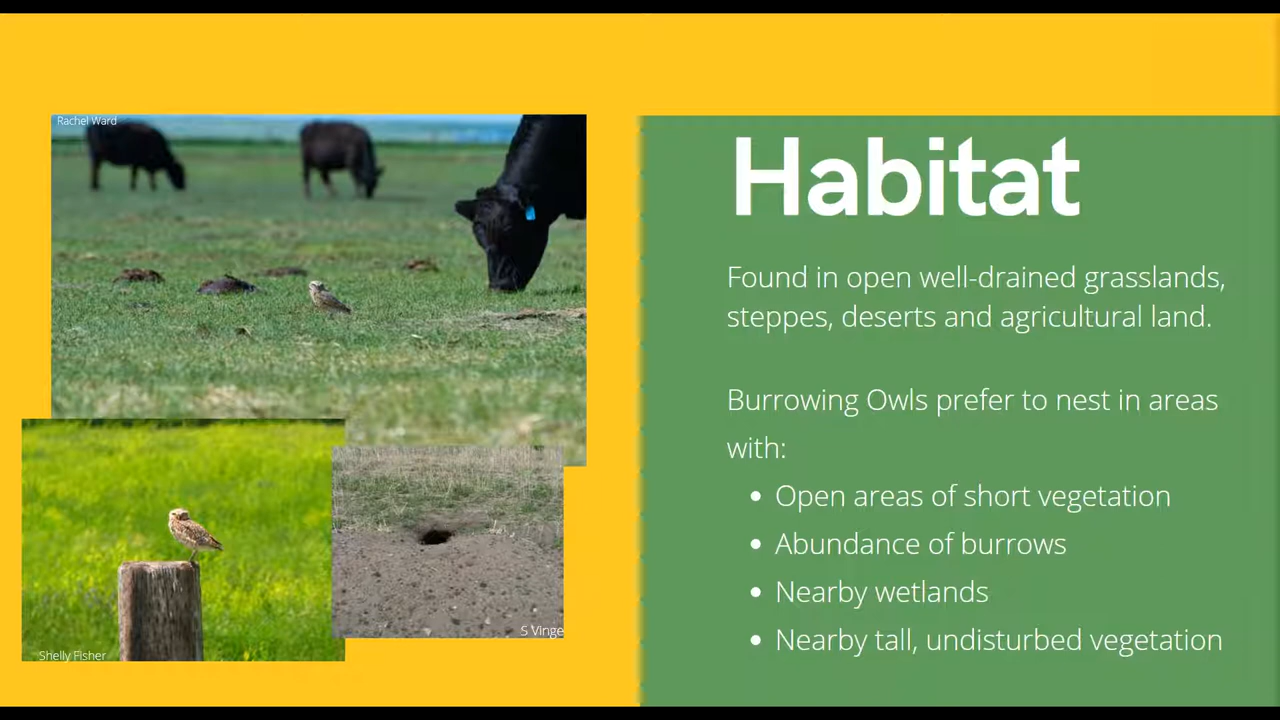 Rachel Ward
Habitat
Found in open well-drained grasslands,
steppes, deserts and agricultural land.
Burrowing Owls prefer to nest in areas
with:
• Open areas of short vegetation
• Abundance of burrows
• Nearby wetlands
• Nearby tall, undisturbed vegetation
S Vinge
Shelly Fisher